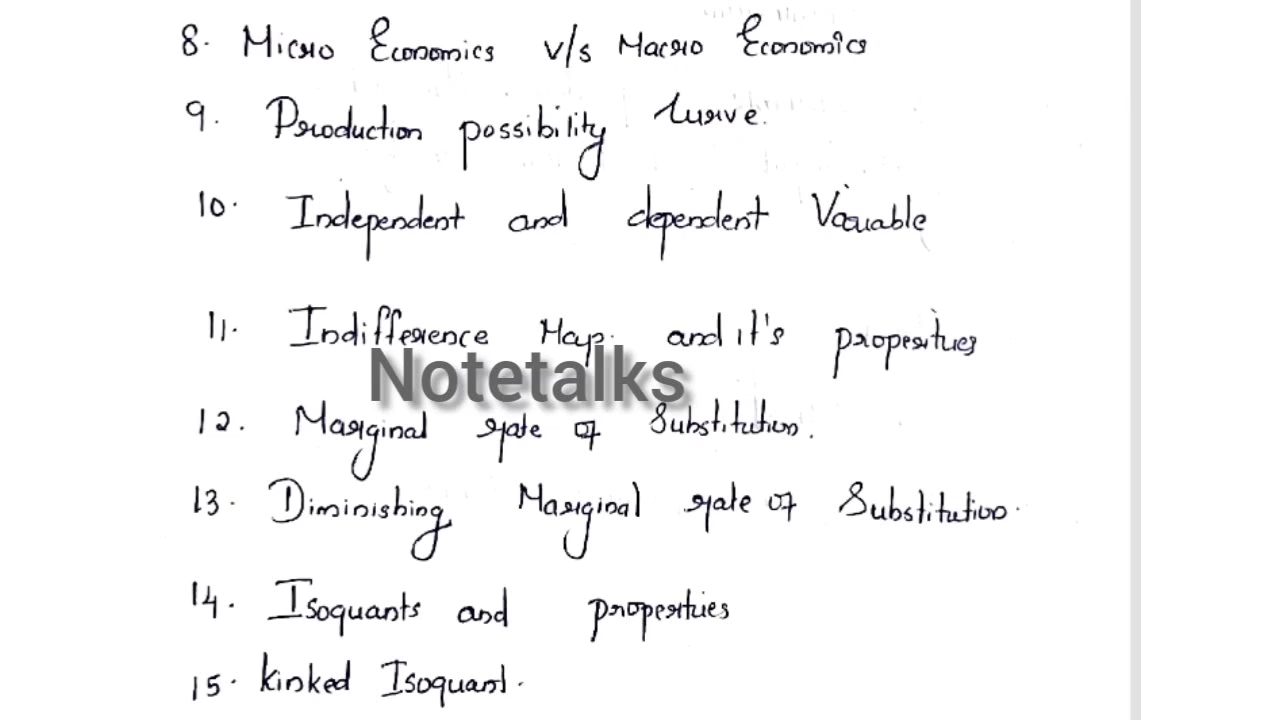 8. Micro Economics v/s Macro Economics
9. Production possibility Curve.
10. Independent and dependent Variable
11. Indifference Map. and it's properties
Notetalks
12. Marginal rate of Substitution.
13. Diminishing Marginal rate of Substitution.
14. Isoquants and properties
15. kinked Isoquant.